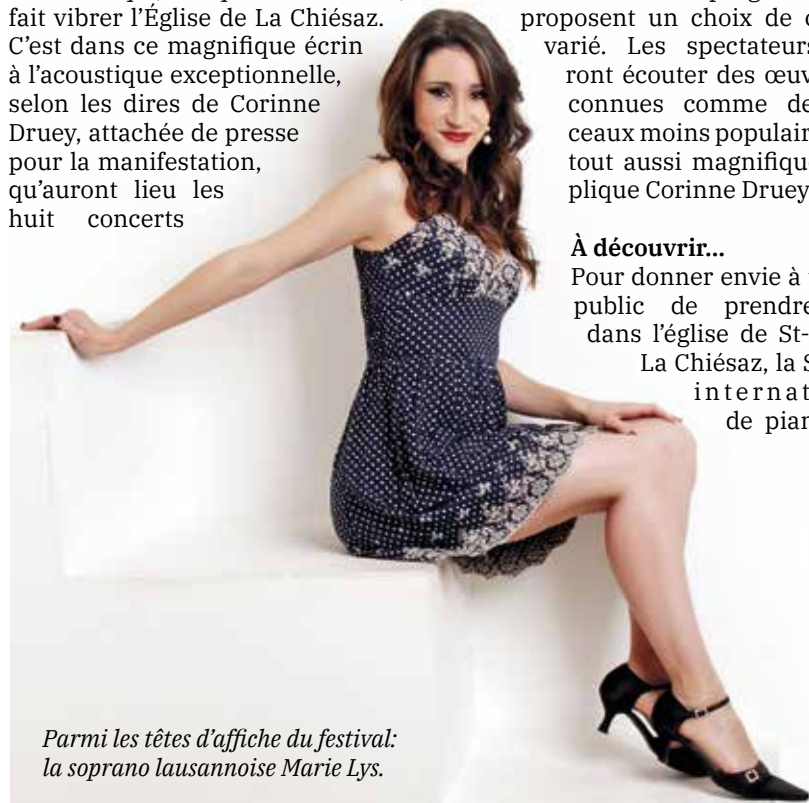 fait vibrer l’Église de La Chiésaz.
C’est dans ce magnifique écrin
à l’acoustique exceptionnelle,
selon les dires de Corinne
Druey, attachée de presse
pour la manifestation,
qu’auront lieu les
huit concerts
proposent un choix de
varié. Les spectateurs
ront écouter des œuv
connues comme de
ceaux moins populair
tout aussi magnifiqu
plique Corinne Druey
À découvrir...
Pour donner envie à
public de prendre
dans l’église de St-
La Chiésaz, la S
internat
de pian
Parmi les têtes d’affiche du festival:
la soprano lausannoise Marie Lys.